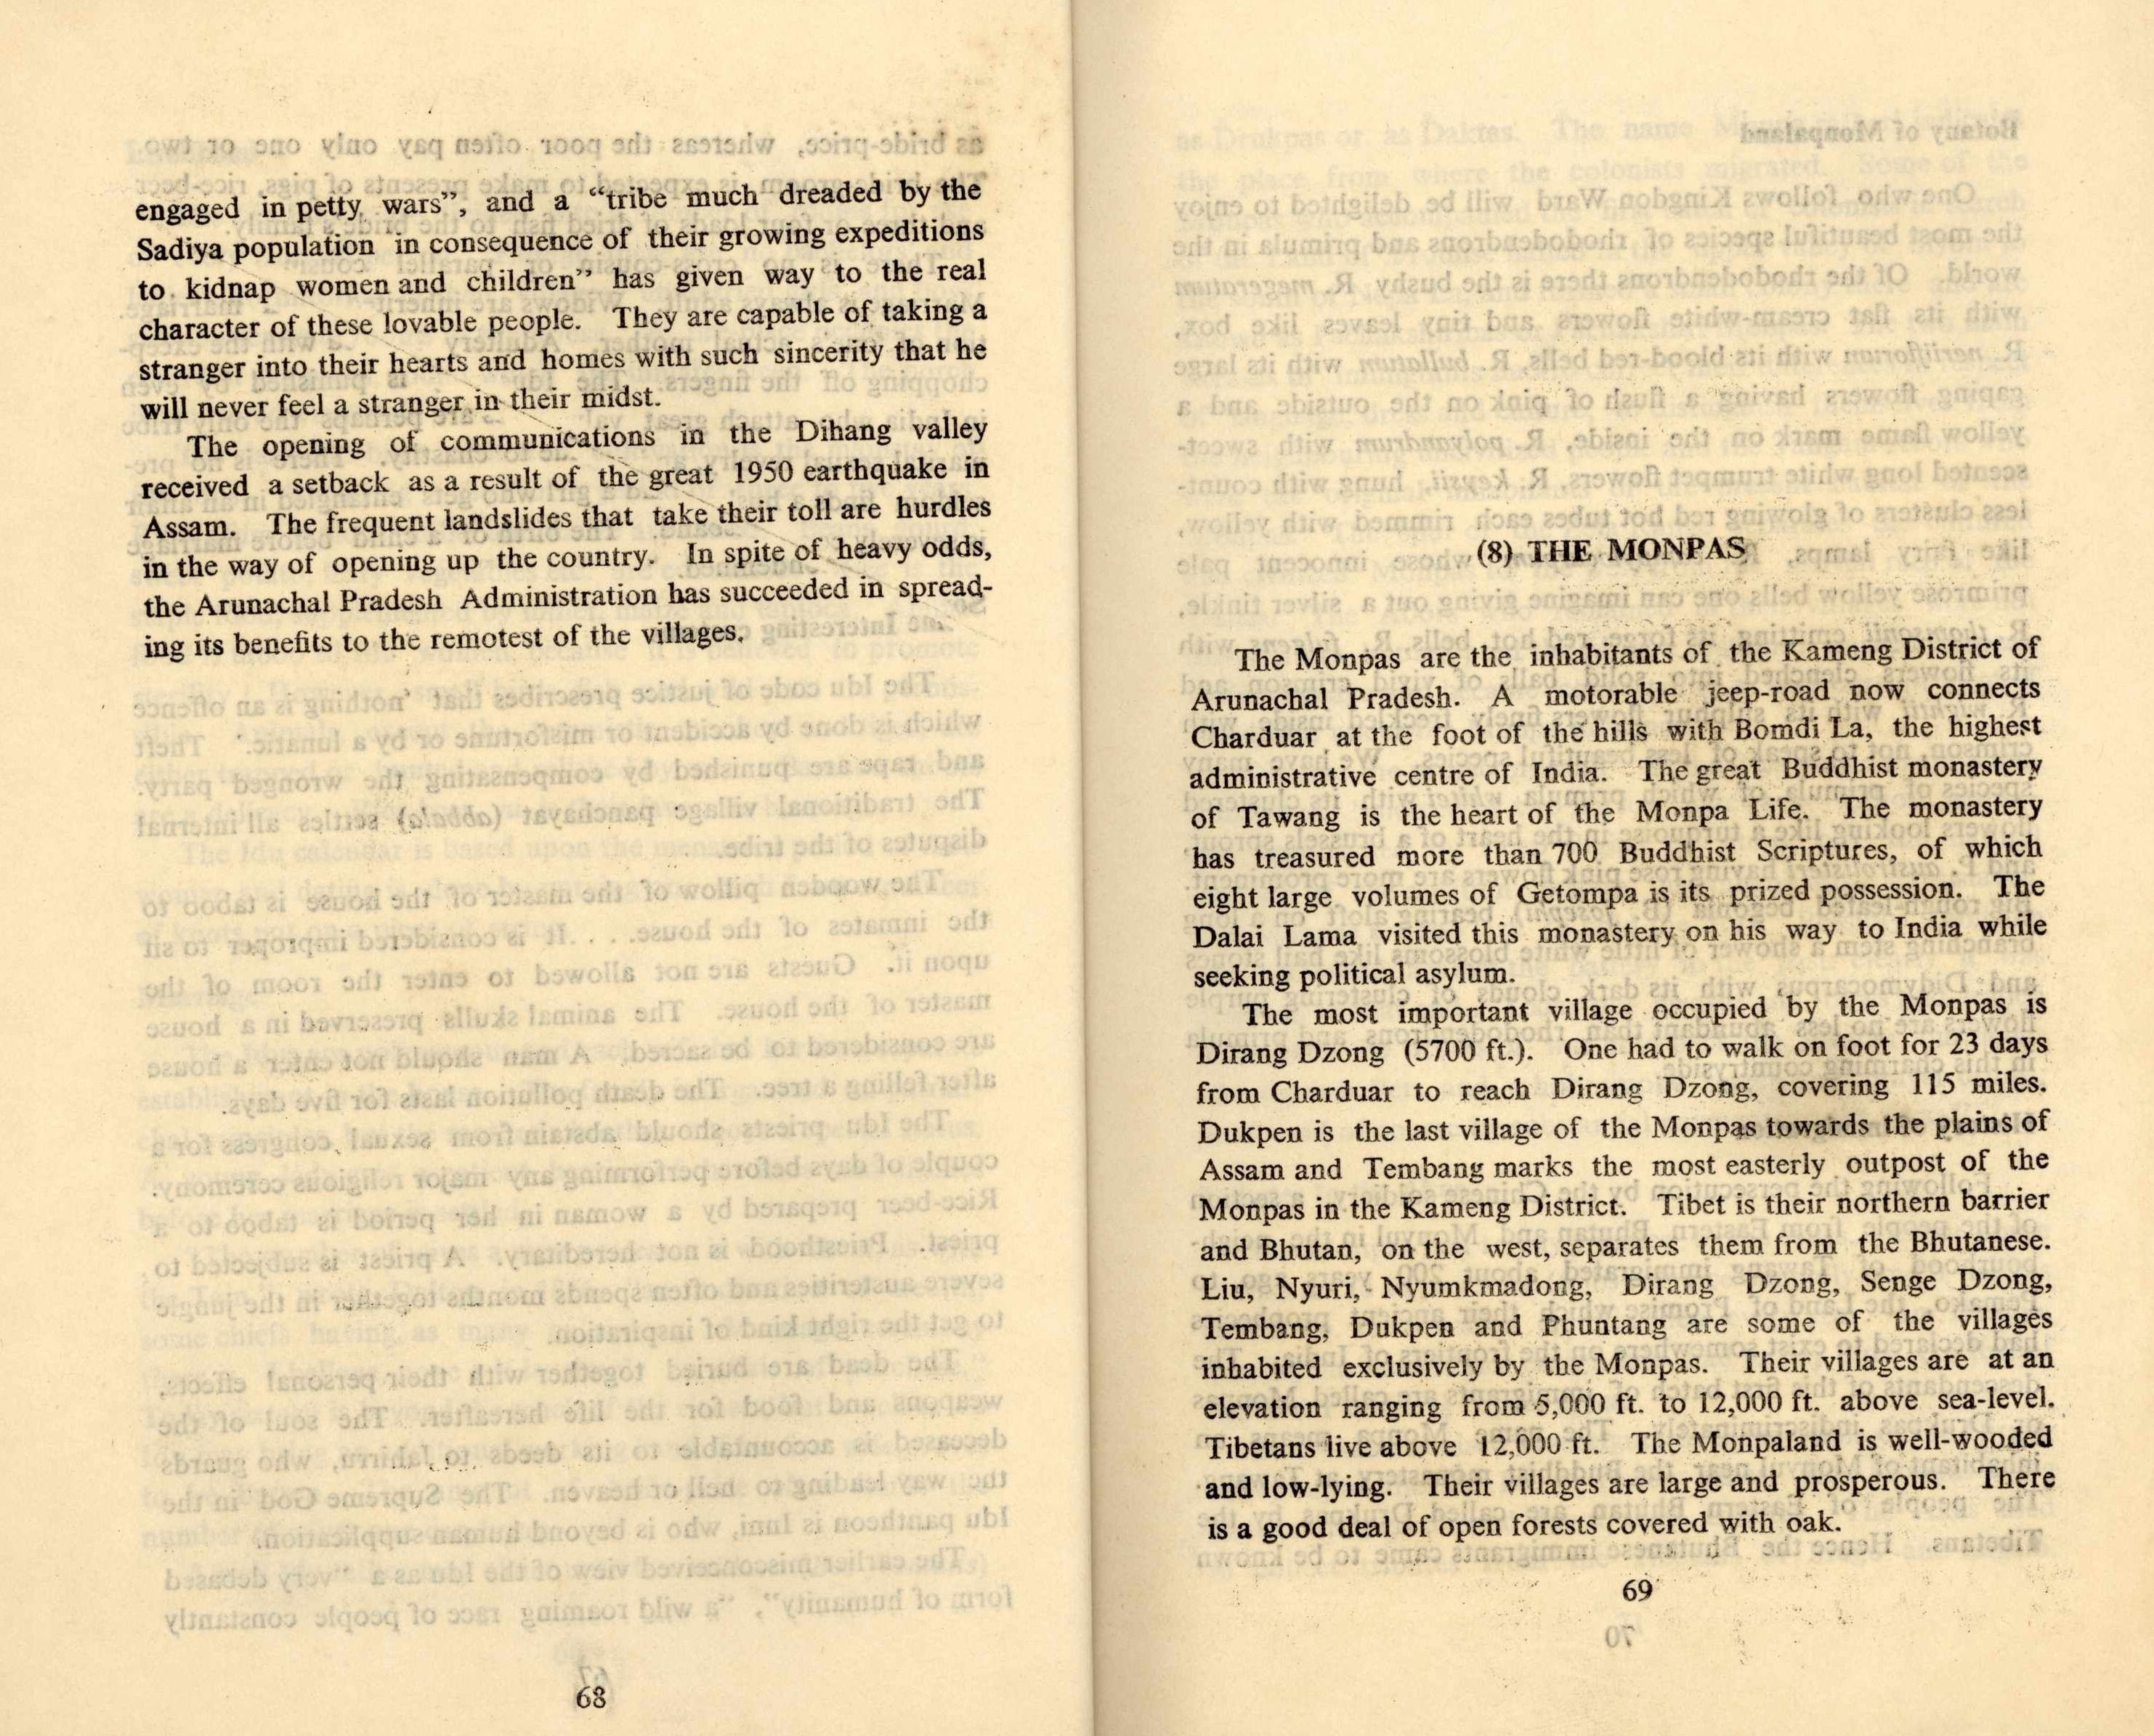 engaged in petty wars”, and a “tribe much dreaded by the
Sadiya population in consequence of their growing expeditions
to kidnap women and children” has given way to the real
character of these lovable people. They are capable of taking a
stranger into their hearts and homes with such sincerity that he
will never feel a stranger in their midst.
The opening of communications in the Dihang valley
received a setback as a result of the great 1950 earthquake in
Assam. The frequent landslides that take their toll are hurdles
in the way of opening up the country. In spite of heavy odds,
the Arunachal Pradesh Administration has succeeded in spread-
ing its benefits to the remotest of the villages.
68
(8) THE MONPAS
The Monpas are the inhabitants of the Kameng District of
Arunachal Pradesh. A motorable jeep-road now connects
Charduar at the foot of the hills with Bomdi La, the highest
administrative centre of India. The great Buddhist monastery
of Tawang is the heart of the Monpa Life. The monastery
has treasured more than 700 Buddhist Scriptures, of which
eight large volumes of Getompa is its prized possession. The
Dalai Lama visited this monastery on his way to India while
seeking political asylum.
The most important village occupied by the Monpas is
Dirang Dzong (5700 ft.). One had to walk on foot for 23 days
from Charduar to reach Dirang Dzong, covering 115 miles.
Dukpen is the last village of the Monpas towards the plains of
Assam and Tembang marks the most easterly outpost of the
Monpas in the Kameng District. Tibet is their northern barrier
and Bhutan, on the west, separates them from the Bhutanese.
Liu, Nyuri, Nyumkmadong, Dirang Dzong, Senge Dzong,
Tembang, Dukpen and Phuntang are some of the villages
inhabited exclusively by the Monpas. Their villages are at an
elevation ranging from 5,000 ft. to 12,000 ft. above sea-level.
Tibetans live above 12,000 ft. The Monpaland is well-wooded
and low-lying. Their villages are large and prosperous. There
is a good deal of open forests covered with oak.
69